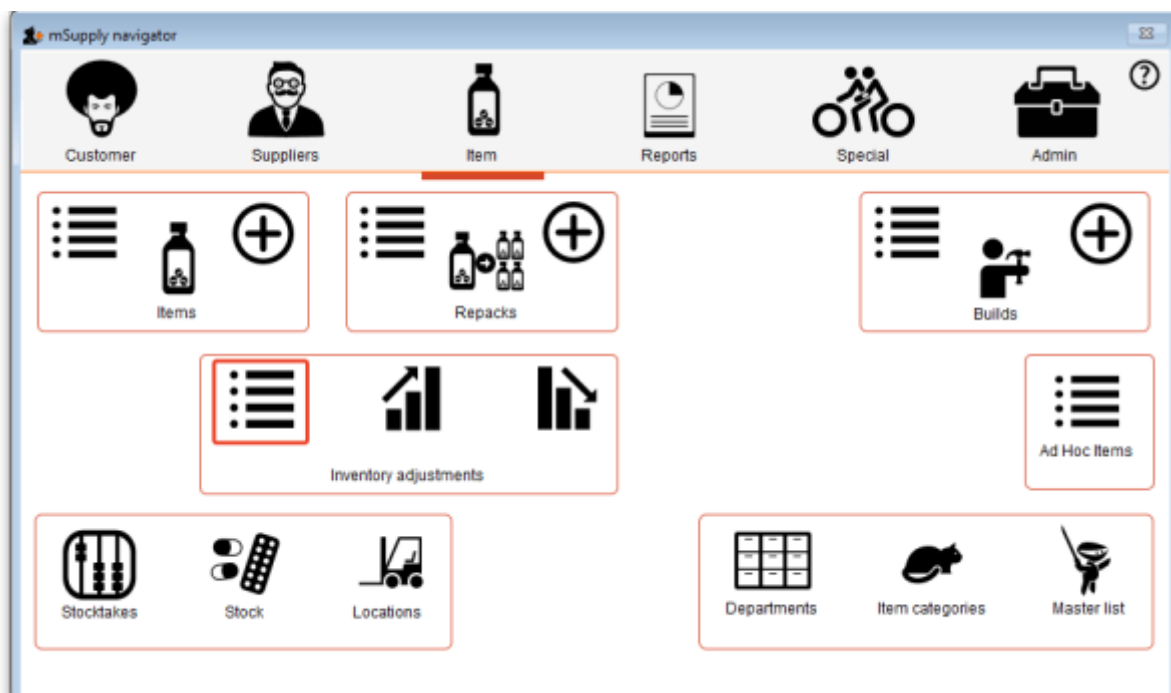 mSupply navigator
Customer
Suppliers
Item
Reports
Special
Admin
?
Items
Repacks
Builds
Inventory adjustments
Ad Hoc Items
Stocktakes
Stock
Locations
Departments
Item categories
Master list